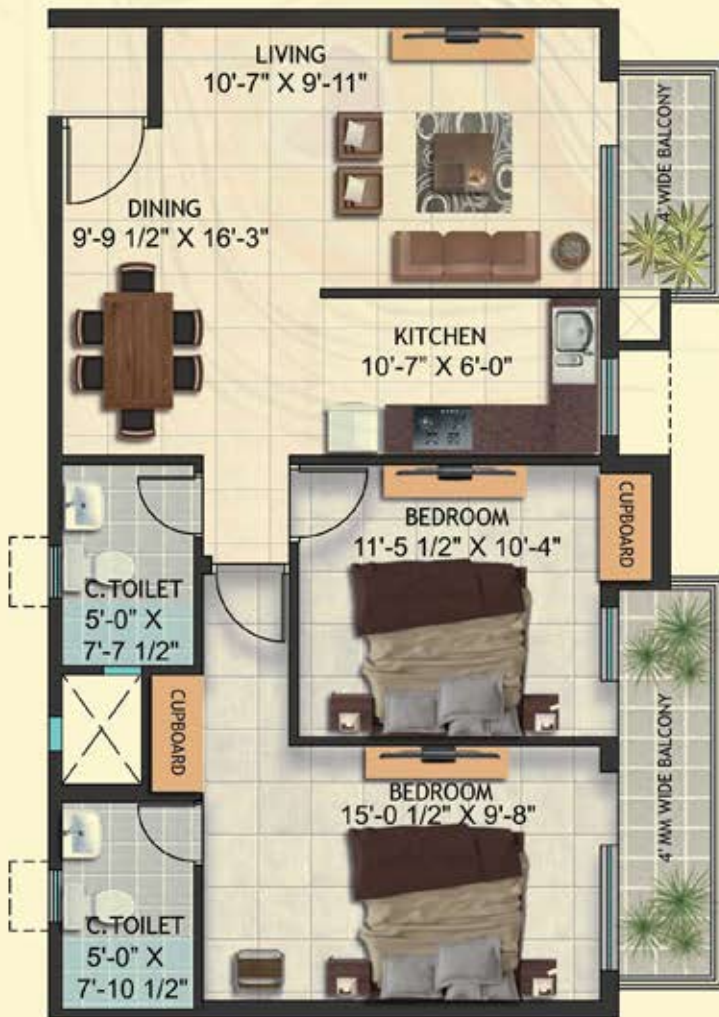 LIVING
10'-7" X 9'-11"
4' WIDE BALCONY
DINING
9'-9 1/2" X 16'-3"
KITCHEN
10'-7" X 6'-0"
BEDROOM
11'-5 1/2" X 10'-4"
CUPBOARD
C.TOILET
5'-0" X
7'-7 1/2"
CUPBOARD
BEDROOM
15'-0 1/2" X 9'-8"
4' MM WIDE BALCONY
C.TOILET
5'-0" X
7'-10 1/2"